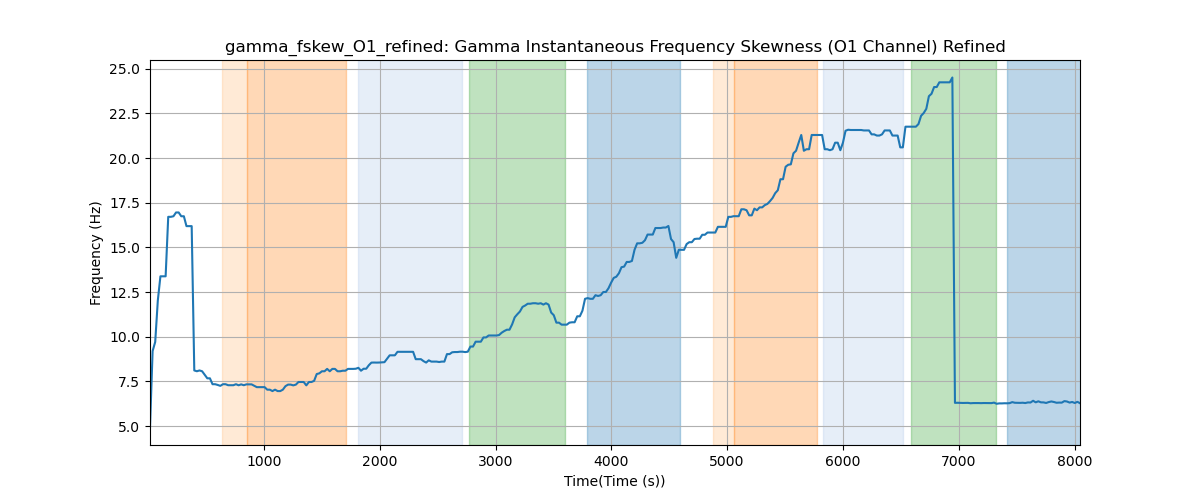 gamma_fskew_O1_refined: Gamma Instantaneous Frequency Skewness (O1 Channel) Refined
25.0
22.5
20.0
17.5
15.0
12.5
10.0
7.5
5.0
Frequency (Hz)
1000 2000 3000 4000 5000 6000 7000 8000
Time(Time (s))